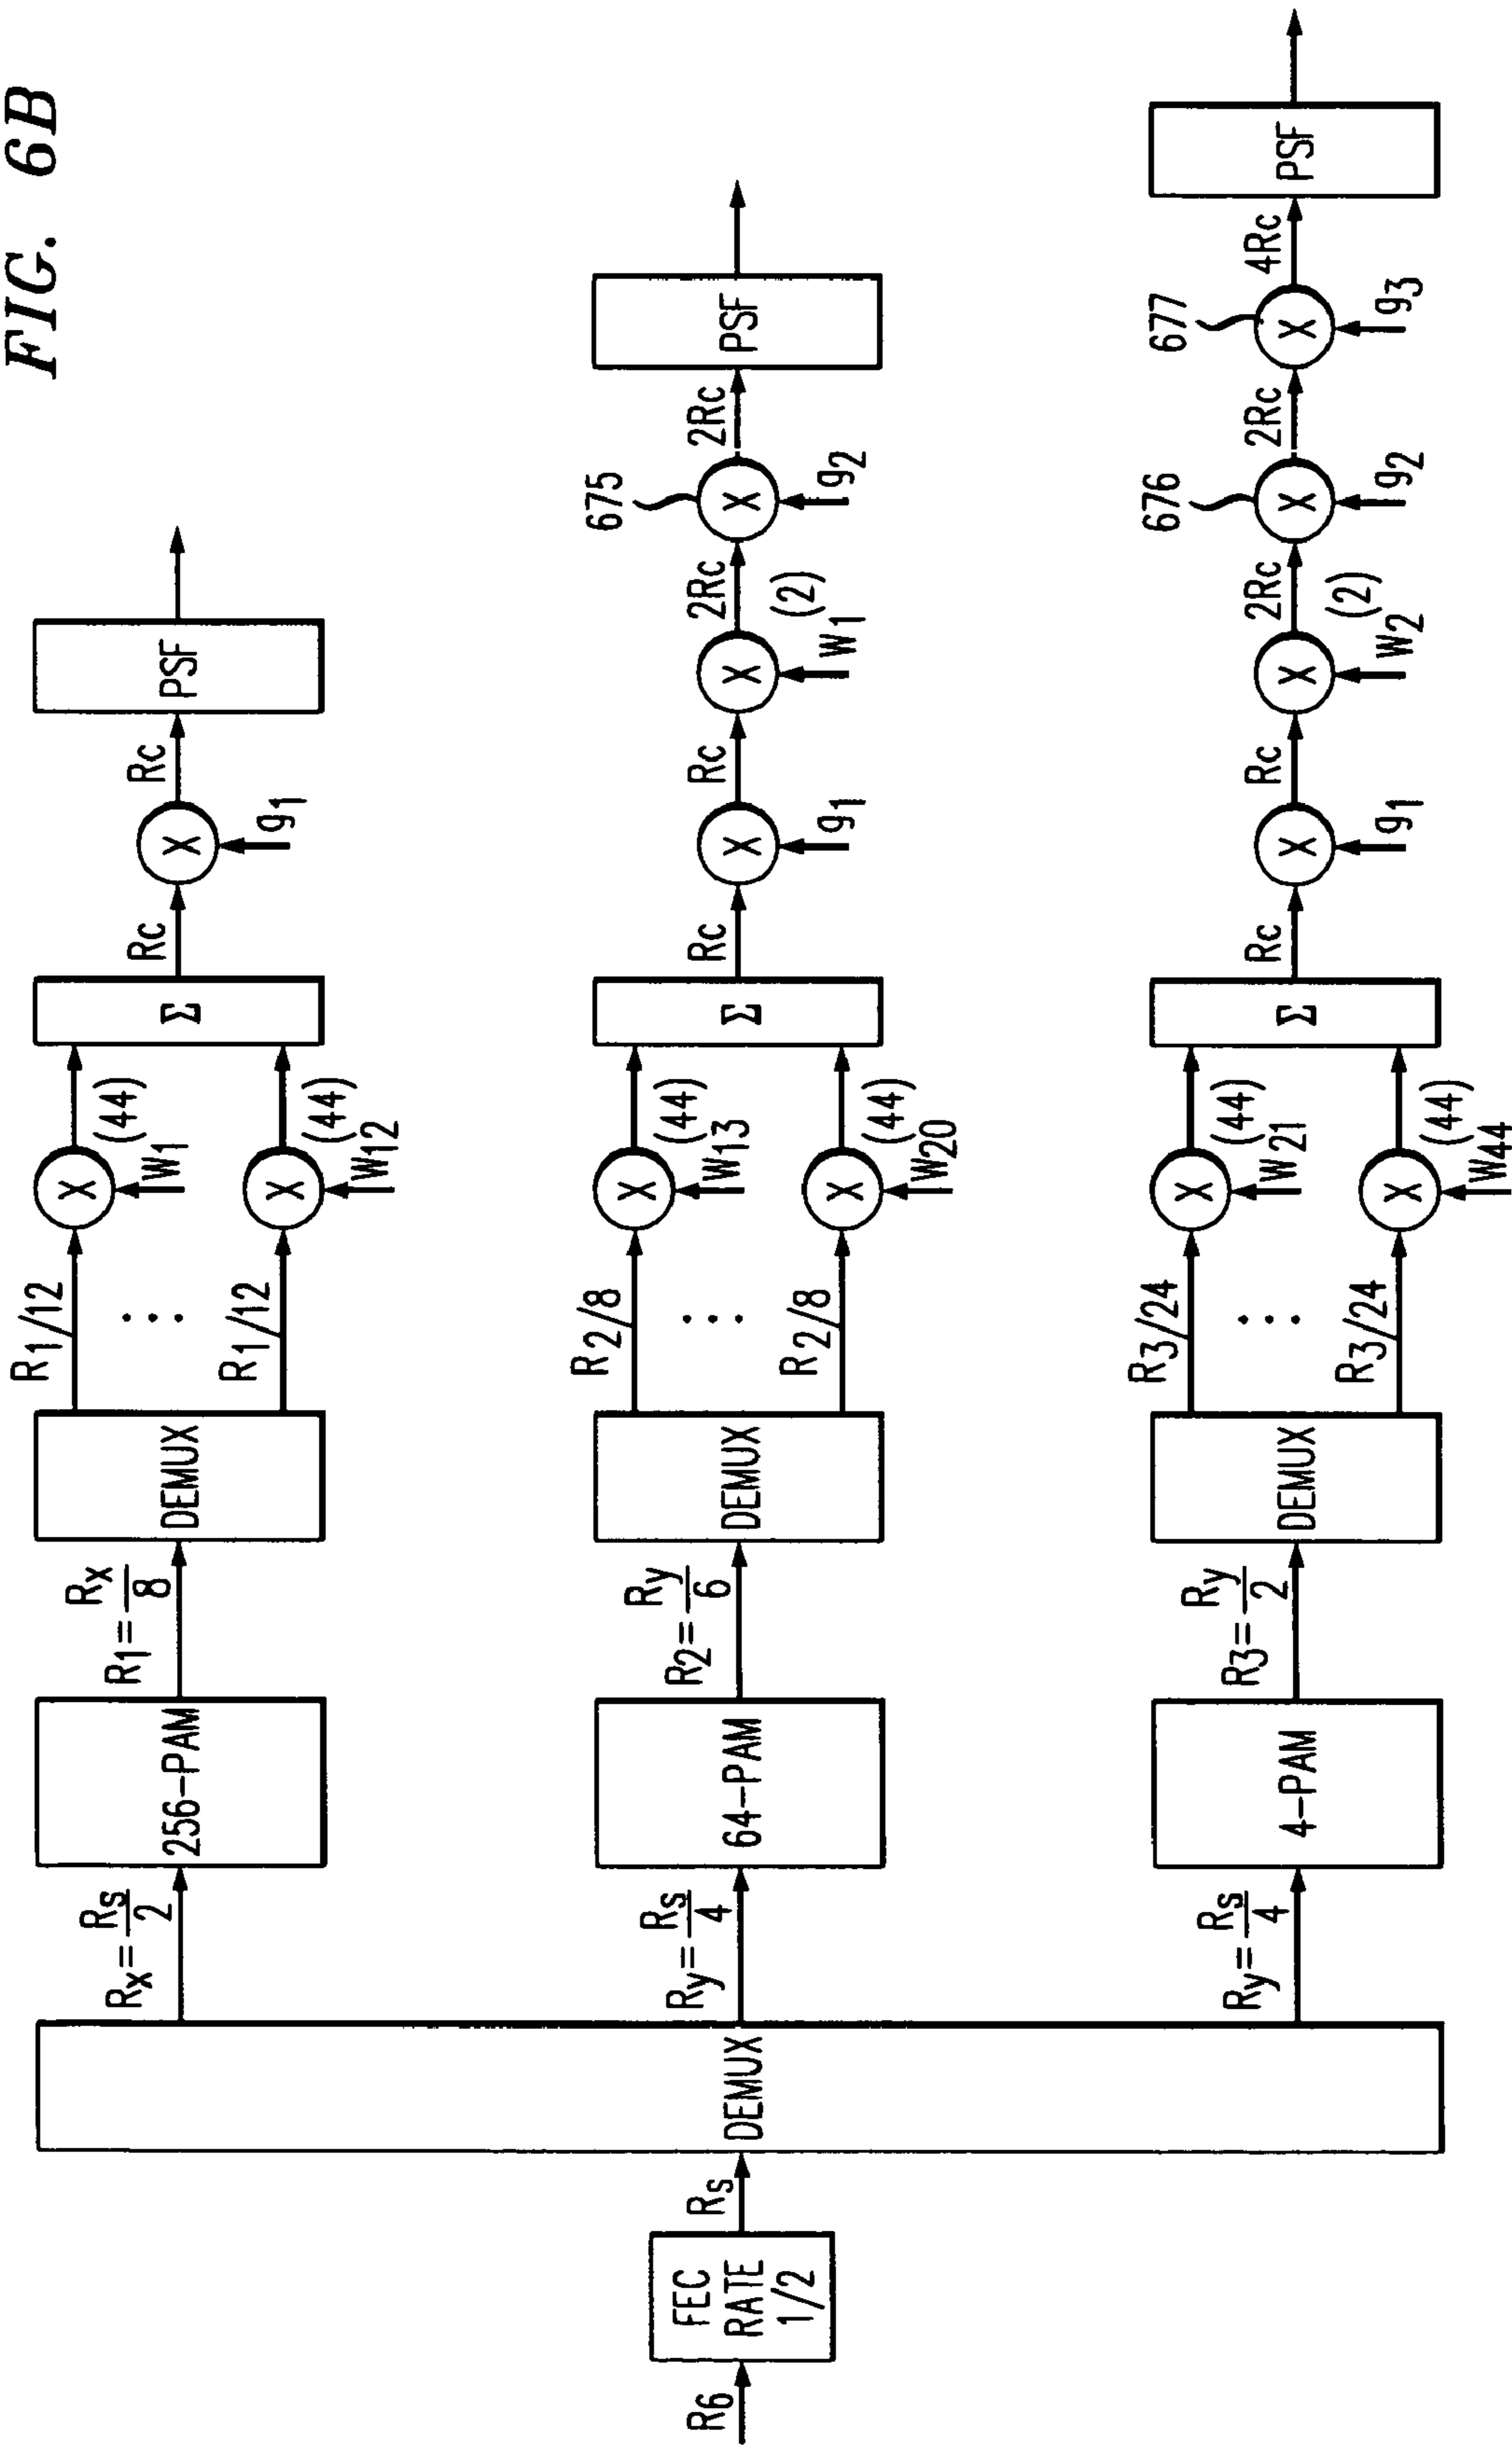 FIG. 6B
R6
FEC
RATE
1/2
Rs
DEMUX
Rx=Rs/2
256-PAM
R1=Rx/8
DEMUX
R1/12
R1/12
X
W1
(44)
X
W12
(44)
Σ
Rc
X
g1
Rc
PSF
Ry=Rs/4
64-PAM
R2=Ry/6
DEMUX
R2/8
R2/8
X
W13
(44)
X
W20
(44)
Σ
Rc
X
g1
Rc
X
W1
(2)
2Rc
675
X
g2
2Rc
PSF
Ry=Rs/4
4-PAM
R3=Ry/2
DEMUX
R3/24
R3/24
X
W21
(44)
X
W44
(44)
Σ
Rc
X
g1
Rc
X
W2
(2)
2Rc
676
X
g2
2Rc
677
X
g3
4Rc
PSF